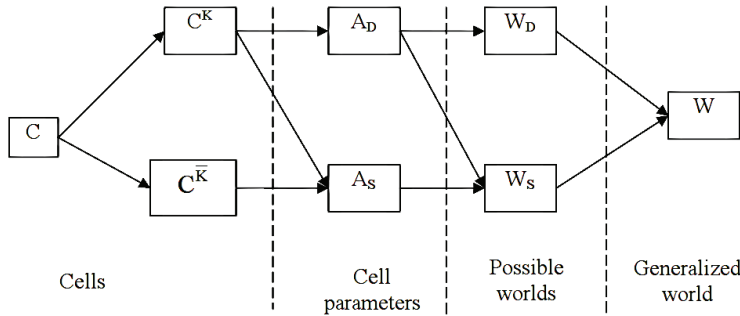 C^K
A_D
W_D
C
W
C^K̅
A_S
W_S
Cells
Cell
parameters
Possible
worlds
Generalized
world